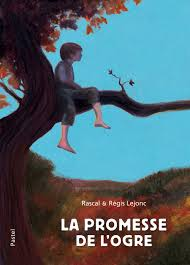 Rascal & Régis Lejonc
LA PROMESSE
DE L'OGRE
Pastel